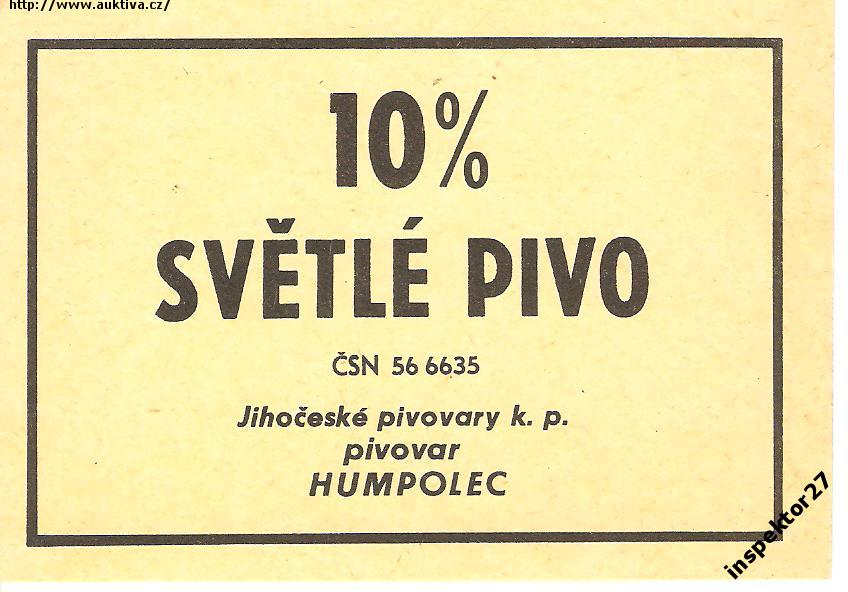 http://www.auktiva.cz/
10%
SVĚTLÉ PIVO
ČSN 56 6635
Jihočeské pivovary k. p.
pivovar
HUMPOLEC
inspektor27